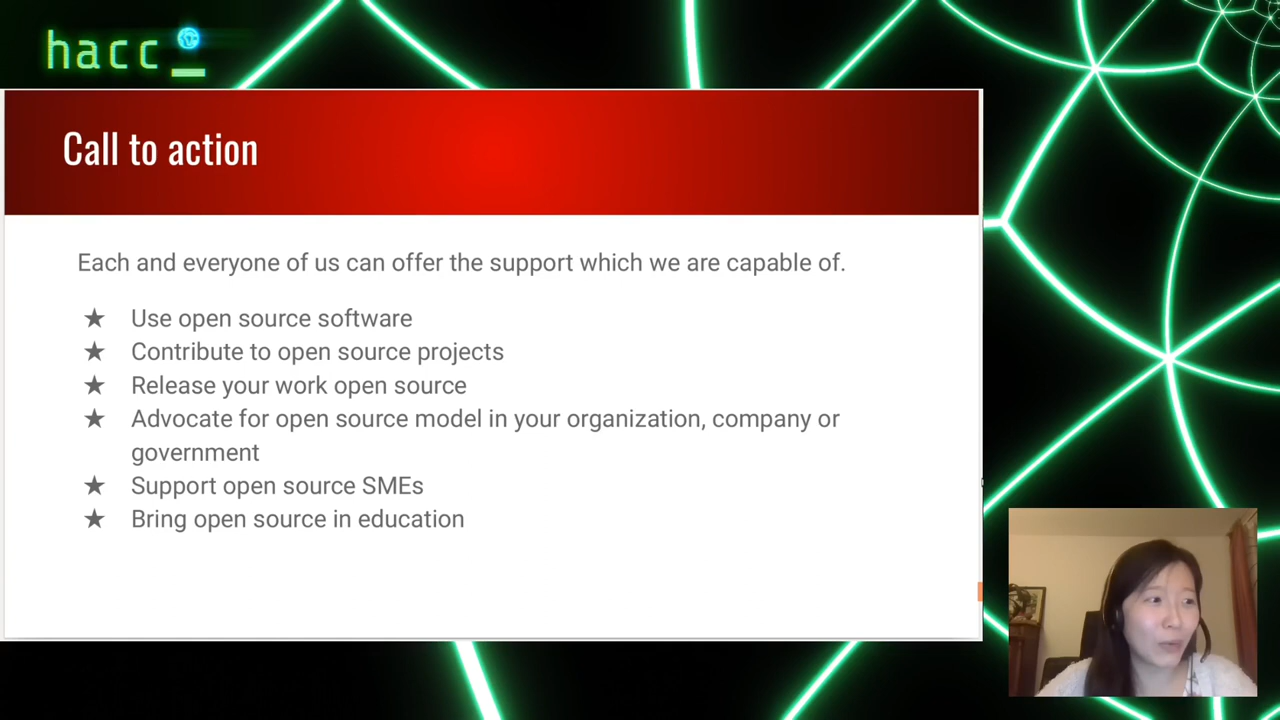 hacc_
Call to action
Each and everyone of us can offer the support which we are capable of.
★ Use open source software
★ Contribute to open source projects
★ Release your work open source
★ Advocate for open source model in your organization, company or
government
★ Support open source SMEs
★ Bring open source in education